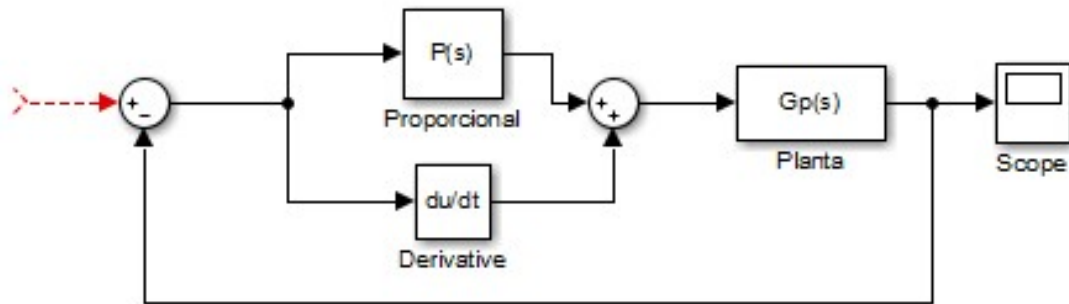 P(s)
Proporcional
Gp(s)
Planta
Scope
du/dt
Derivative